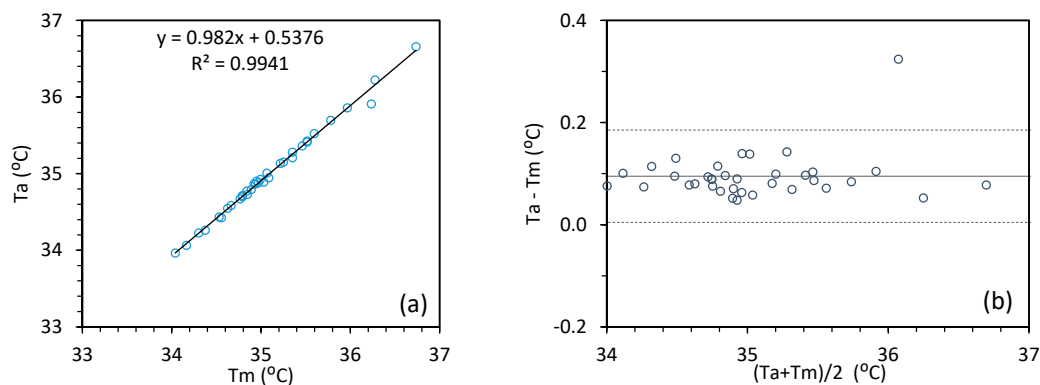 37
36
35
34
33
Ta (°C)
y = 0.982x + 0.5376
R² = 0.9941
(a)
33 34 35 36 37
Tm (°C)
0.4
0.2
0.0
-0.2
Ta - Tm (°C)
(b)
34 35 36 37
(Ta+Tm)/2 (°C)